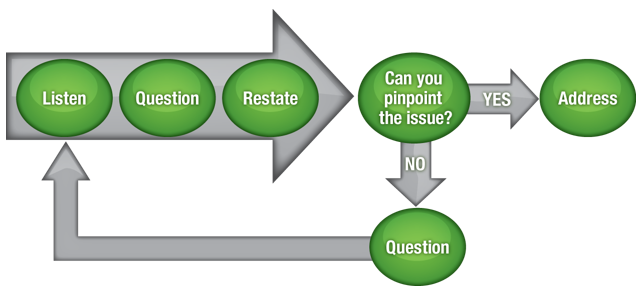 Listen
Question
Restate
Can you
pinpoint
the issue?
YES
Address
NO
Question